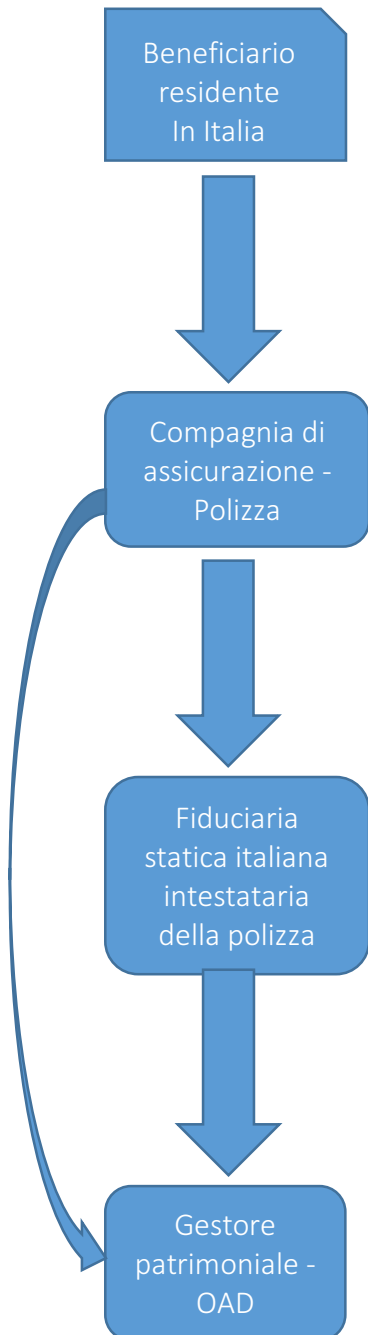 Beneficiario
residente
In Italia
Compagnia di
assicurazione -
Polizza
Fiduciaria
statica italiana
intestataria
della polizza
Gestore
patrimoniale -
OAD